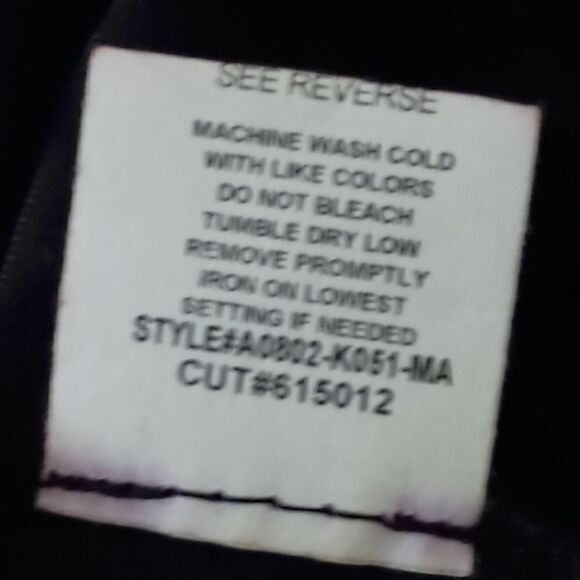 SEE REVERSE
MACHINE WASH COLD
WITH LIKE COLORS
DO NOT BLEACH
TUMBLE DRY LOW
REMOVE PROMPTLY
IRON ON LOWEST
SETTING IF NEEDED
STYLE#A0802-K051-MA
CUT#615012